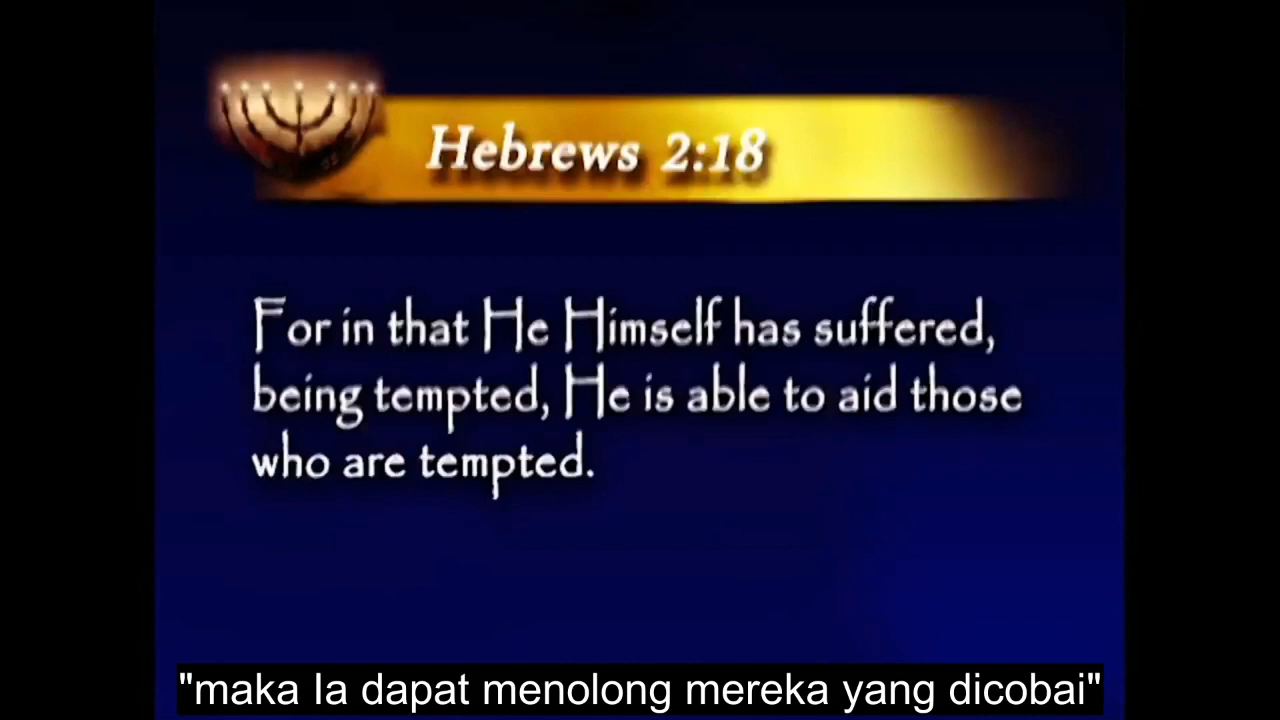 Hebrews 2:18
For in that He Himself has suffered,
being tempted, He is able to aid those
who are tempted.
"maka Ia dapat menolong mereka yang dicobai"